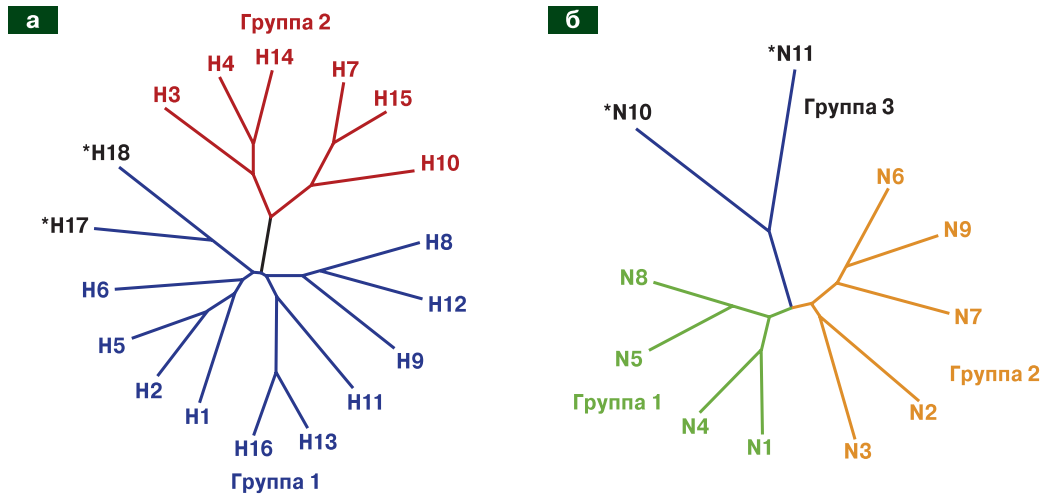 а
Группа 2
H14
H4
H7
H3
H15
*H18
H10
*H17
H8
H6
H12
H5
H9
H2
H11
H1
H16
H13
Группа 1
б
*N11
*N10
Группа 3
N6
N9
N8
N7
N5
Группа 2
Группа 1
N2
N4
N1
N3